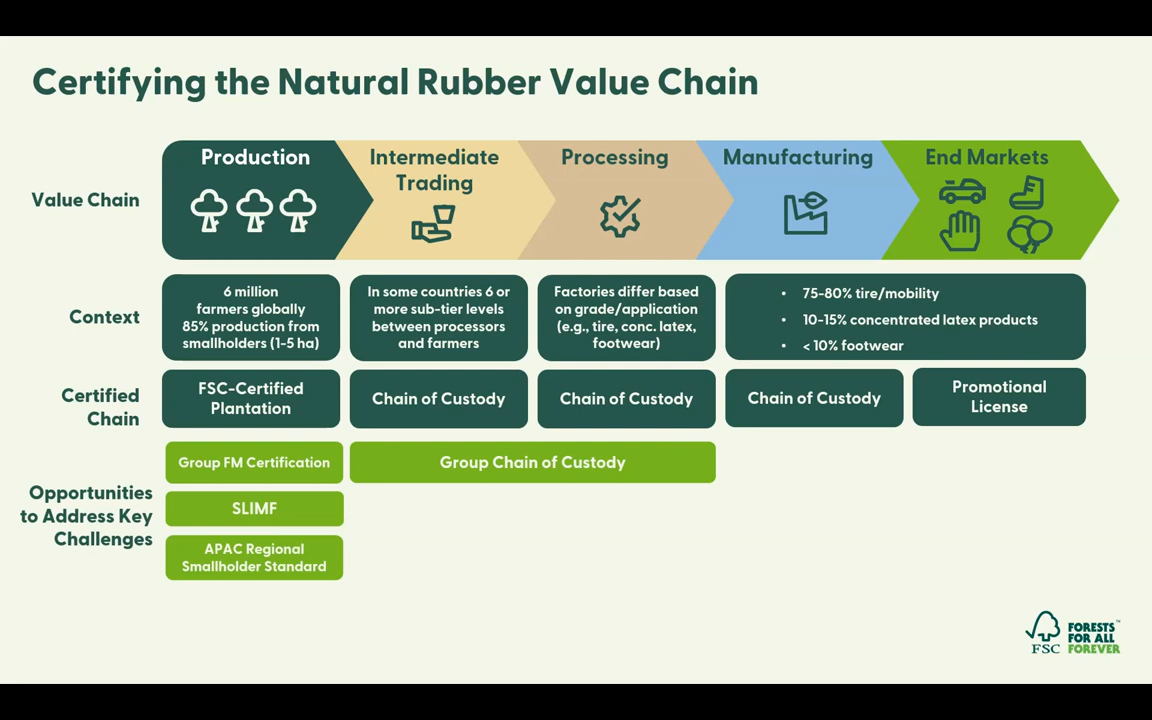 Certifying the Natural Rubber Value Chain
Value Chain
Production
Intermediate
Trading
Processing
Manufacturing
End Markets
Context
6 million
farmers globally
85% production from
smallholders (1-5 ha)
In some countries 6 or
more sub-tier levels
between processors
and farmers
Factories differ based
on grade/application
(e.g., tire, conc. latex,
footwear)
• 75-80% tire/mobility
• 10-15% concentrated latex products
• < 10% footwear
Certified
Chain
FSC-Certified
Plantation
Chain of Custody
Chain of Custody
Chain of Custody
Promotional
License
Opportunities
to Address Key
Challenges
Group FM Certification
Group Chain of Custody
SLIMF
APAC Regional
Smallholder Standard
FSC
FORESTS™
FOR ALL
FOREVER